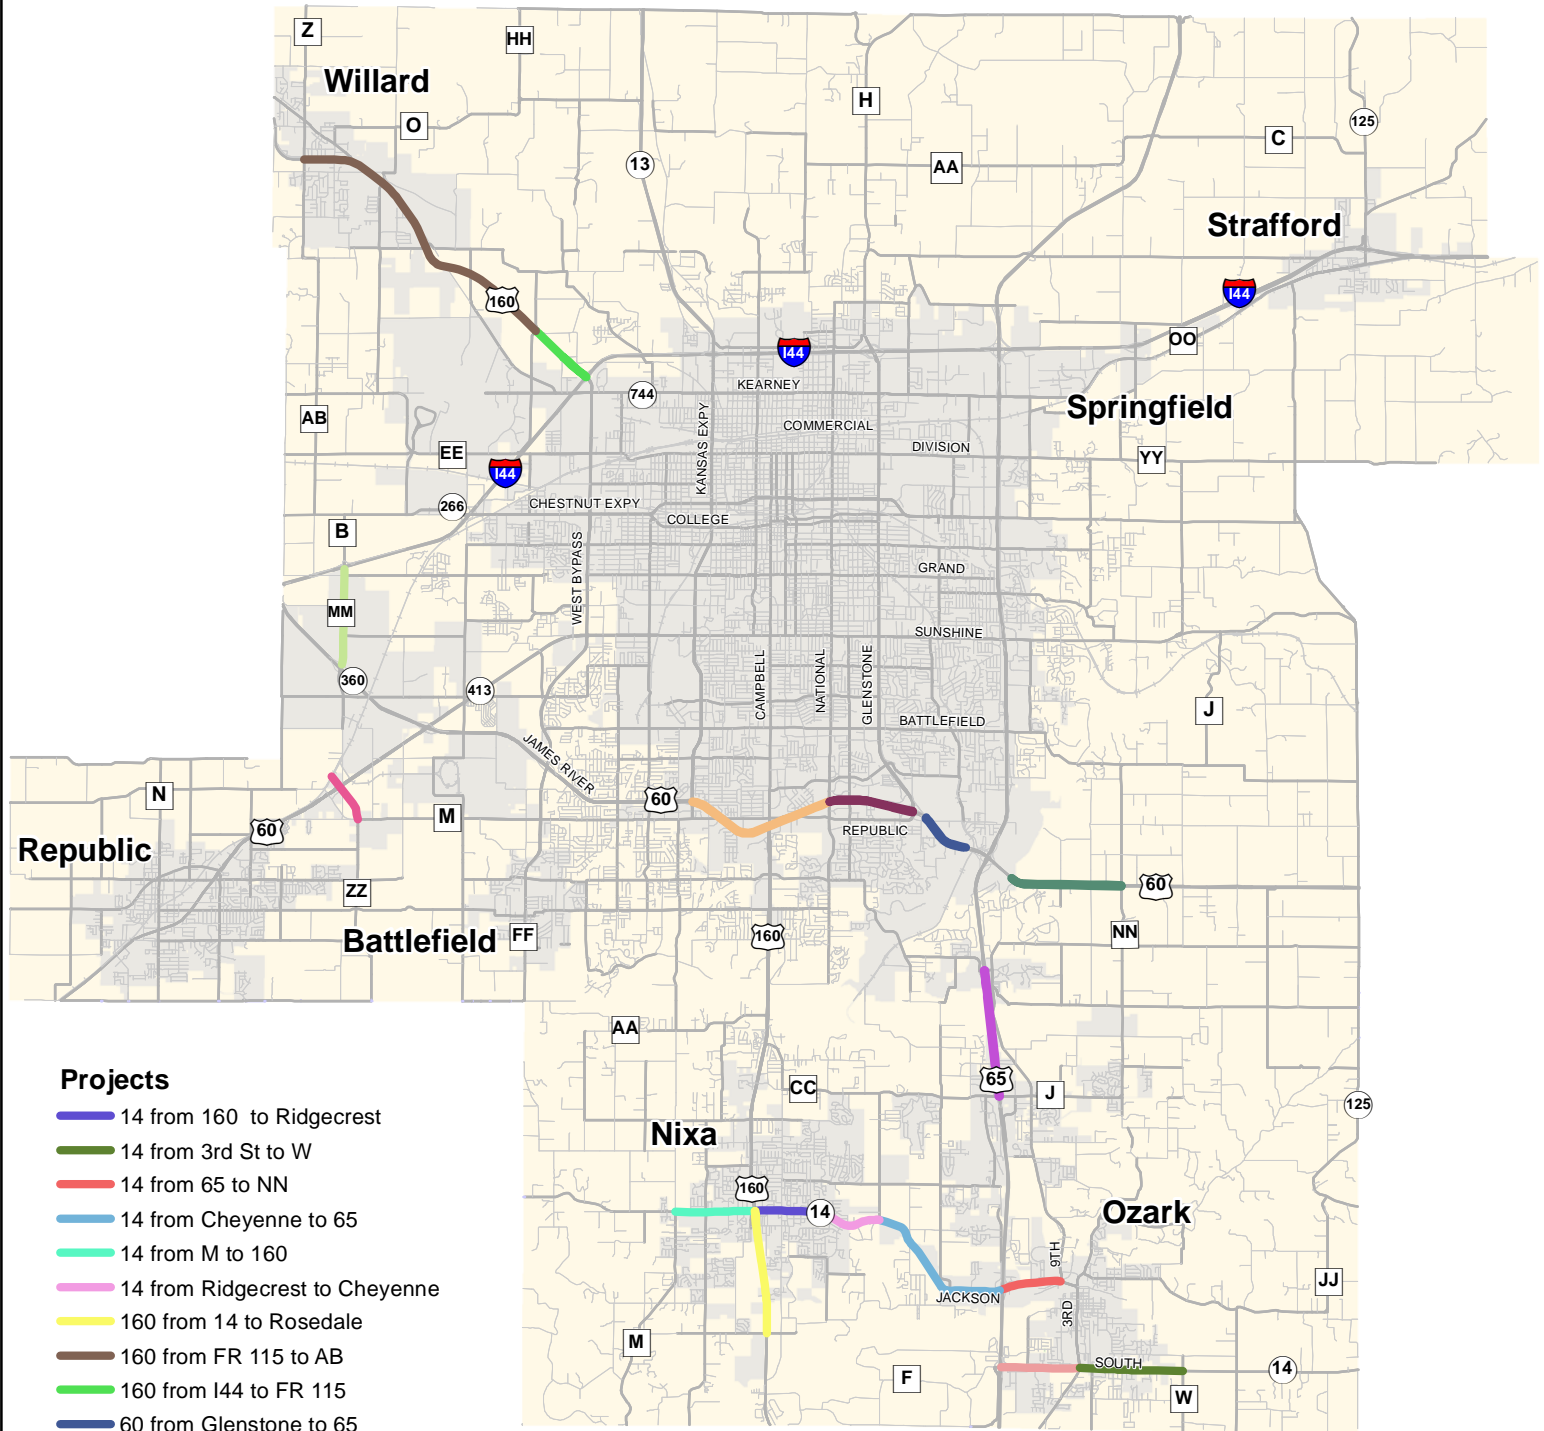 Z
HH
Willard
H
O
125
C
13
AA
Strafford
I44
160
OO
I44
KEARNEY
744
Springfield
AB
KANSAS EXPY
COMMERCIAL
DIVISION
EE
YY
I44
CHESTNUT EXPY
266
COLLEGE
B
GRAND
WEST BYPASS
MM
SUNSHINE
CAMPBELL
NATIONAL
GLENSTONE
360
413
J
BATTLEFIELD
JAMES RIVER
N
60
M
60
REPUBLIC
Republic
60
ZZ
NN
Battlefield
FF
160
AA
65
CC
J
125
Projects
14 from 160 to Ridgecrest
Nixa
14 from 3rd St to W
14 from 65 to NN
160
14
Ozark
14 from Cheyenne to 65
9TH
14 from M to 160
JJ
14 from Ridgecrest to Cheyenne
JACKSON
3RD
160 from 14 to Rosedale
M
160 from FR 115 to AB
SOUTH
14
F
160 from I44 to FR 115
W
60 from Glenstone to 65